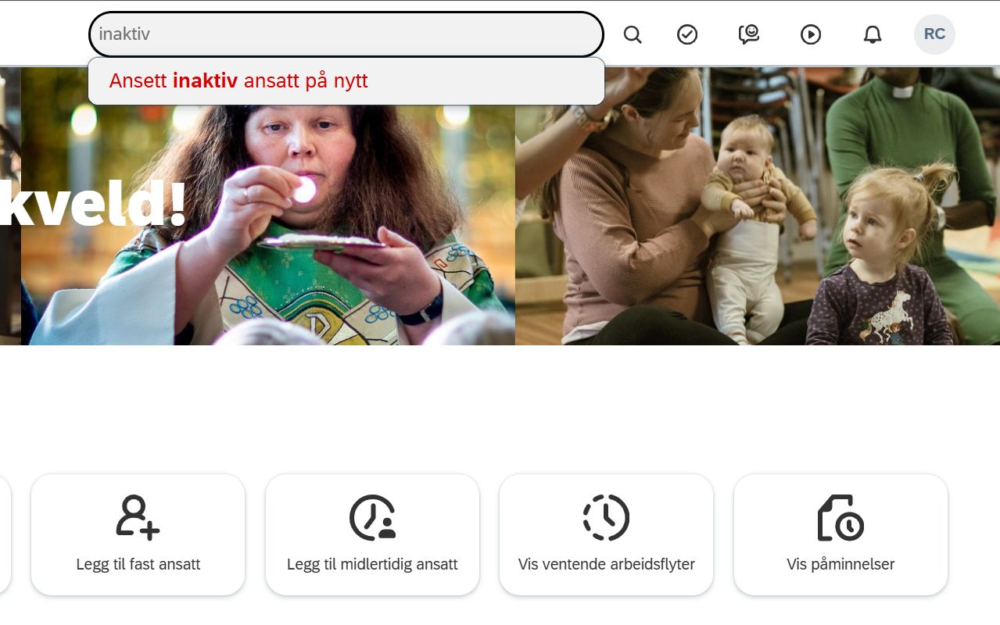 inaktiv
RC
Ansett inaktiv ansatt på nytt
kveld!
Legg til fast ansatt
Legg til midlertidig ansatt
Vis ventende arbeidsflyter
Vis påminnelser